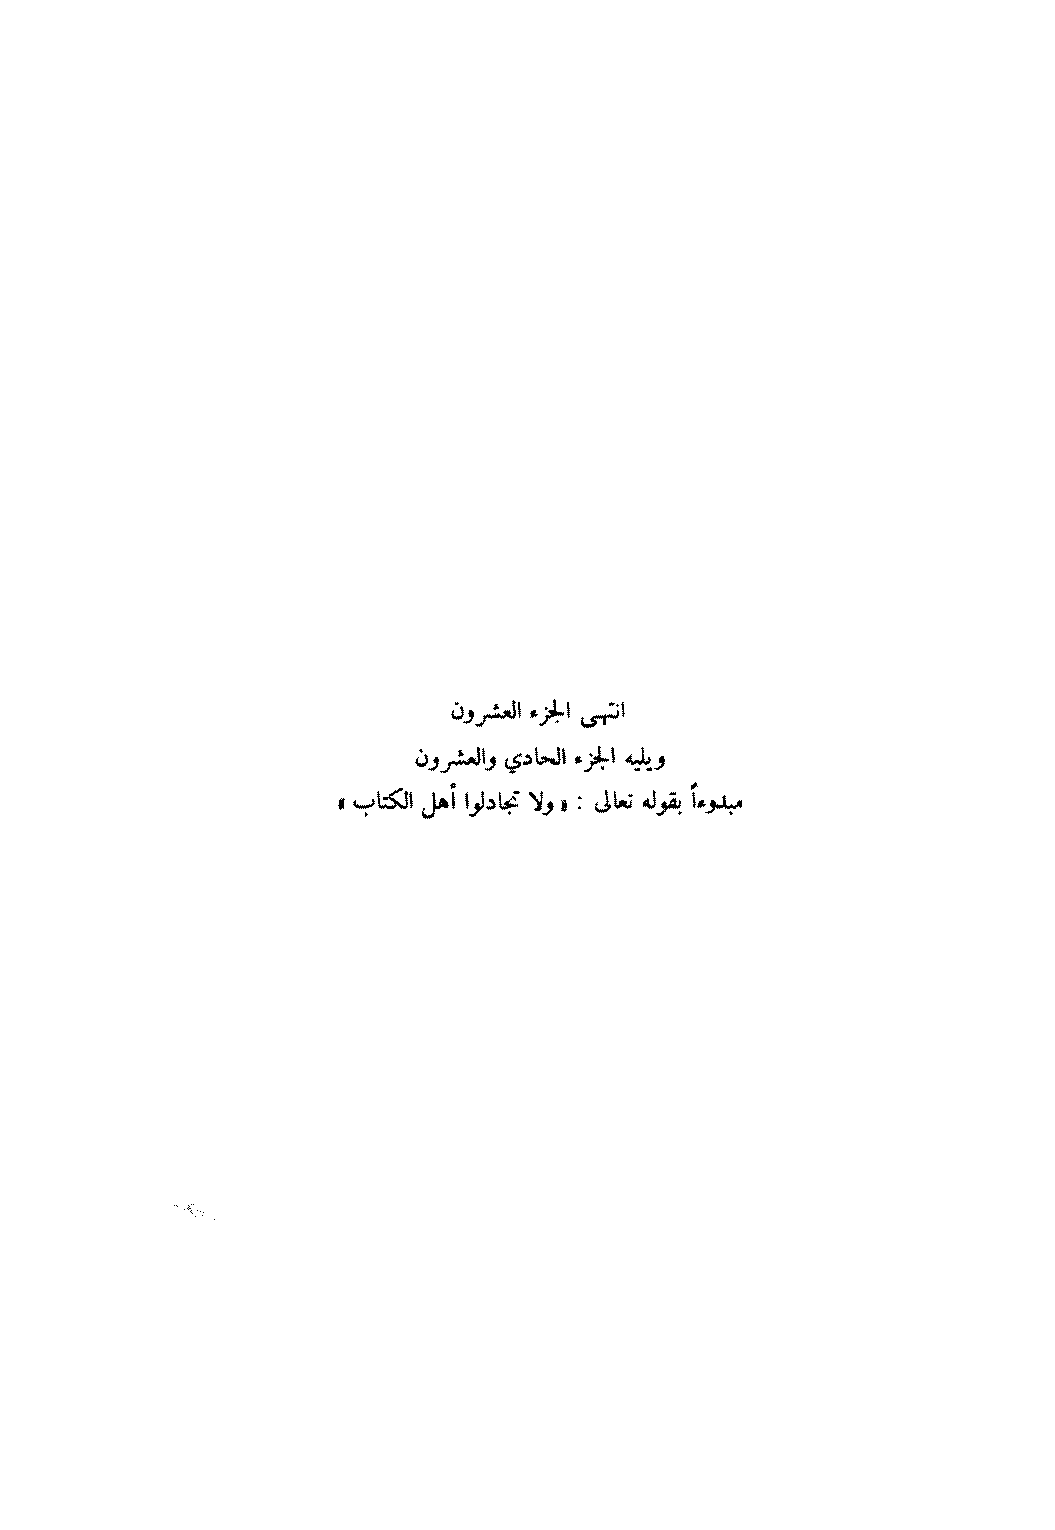 انتهى الجزء العشرون
ويليه الجزء الحادي والعشرون
مبدوءاً بقوله تعالى : « ولا تجادلوا أهل الكتاب »